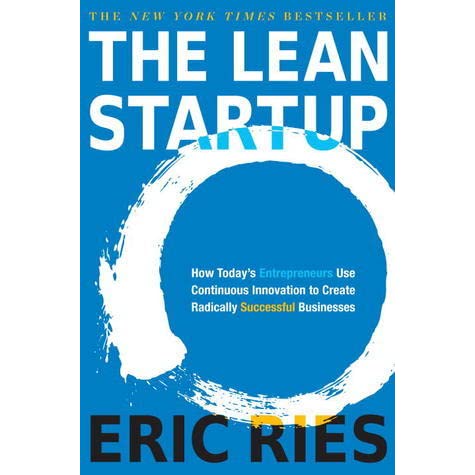 THE NEW YORK TIMES BESTSELLER
THE LEAN
STARTUP
How Today's Entrepreneurs Use
Continuous Innovation to Create
Radically Successful Businesses
ERIC RIES